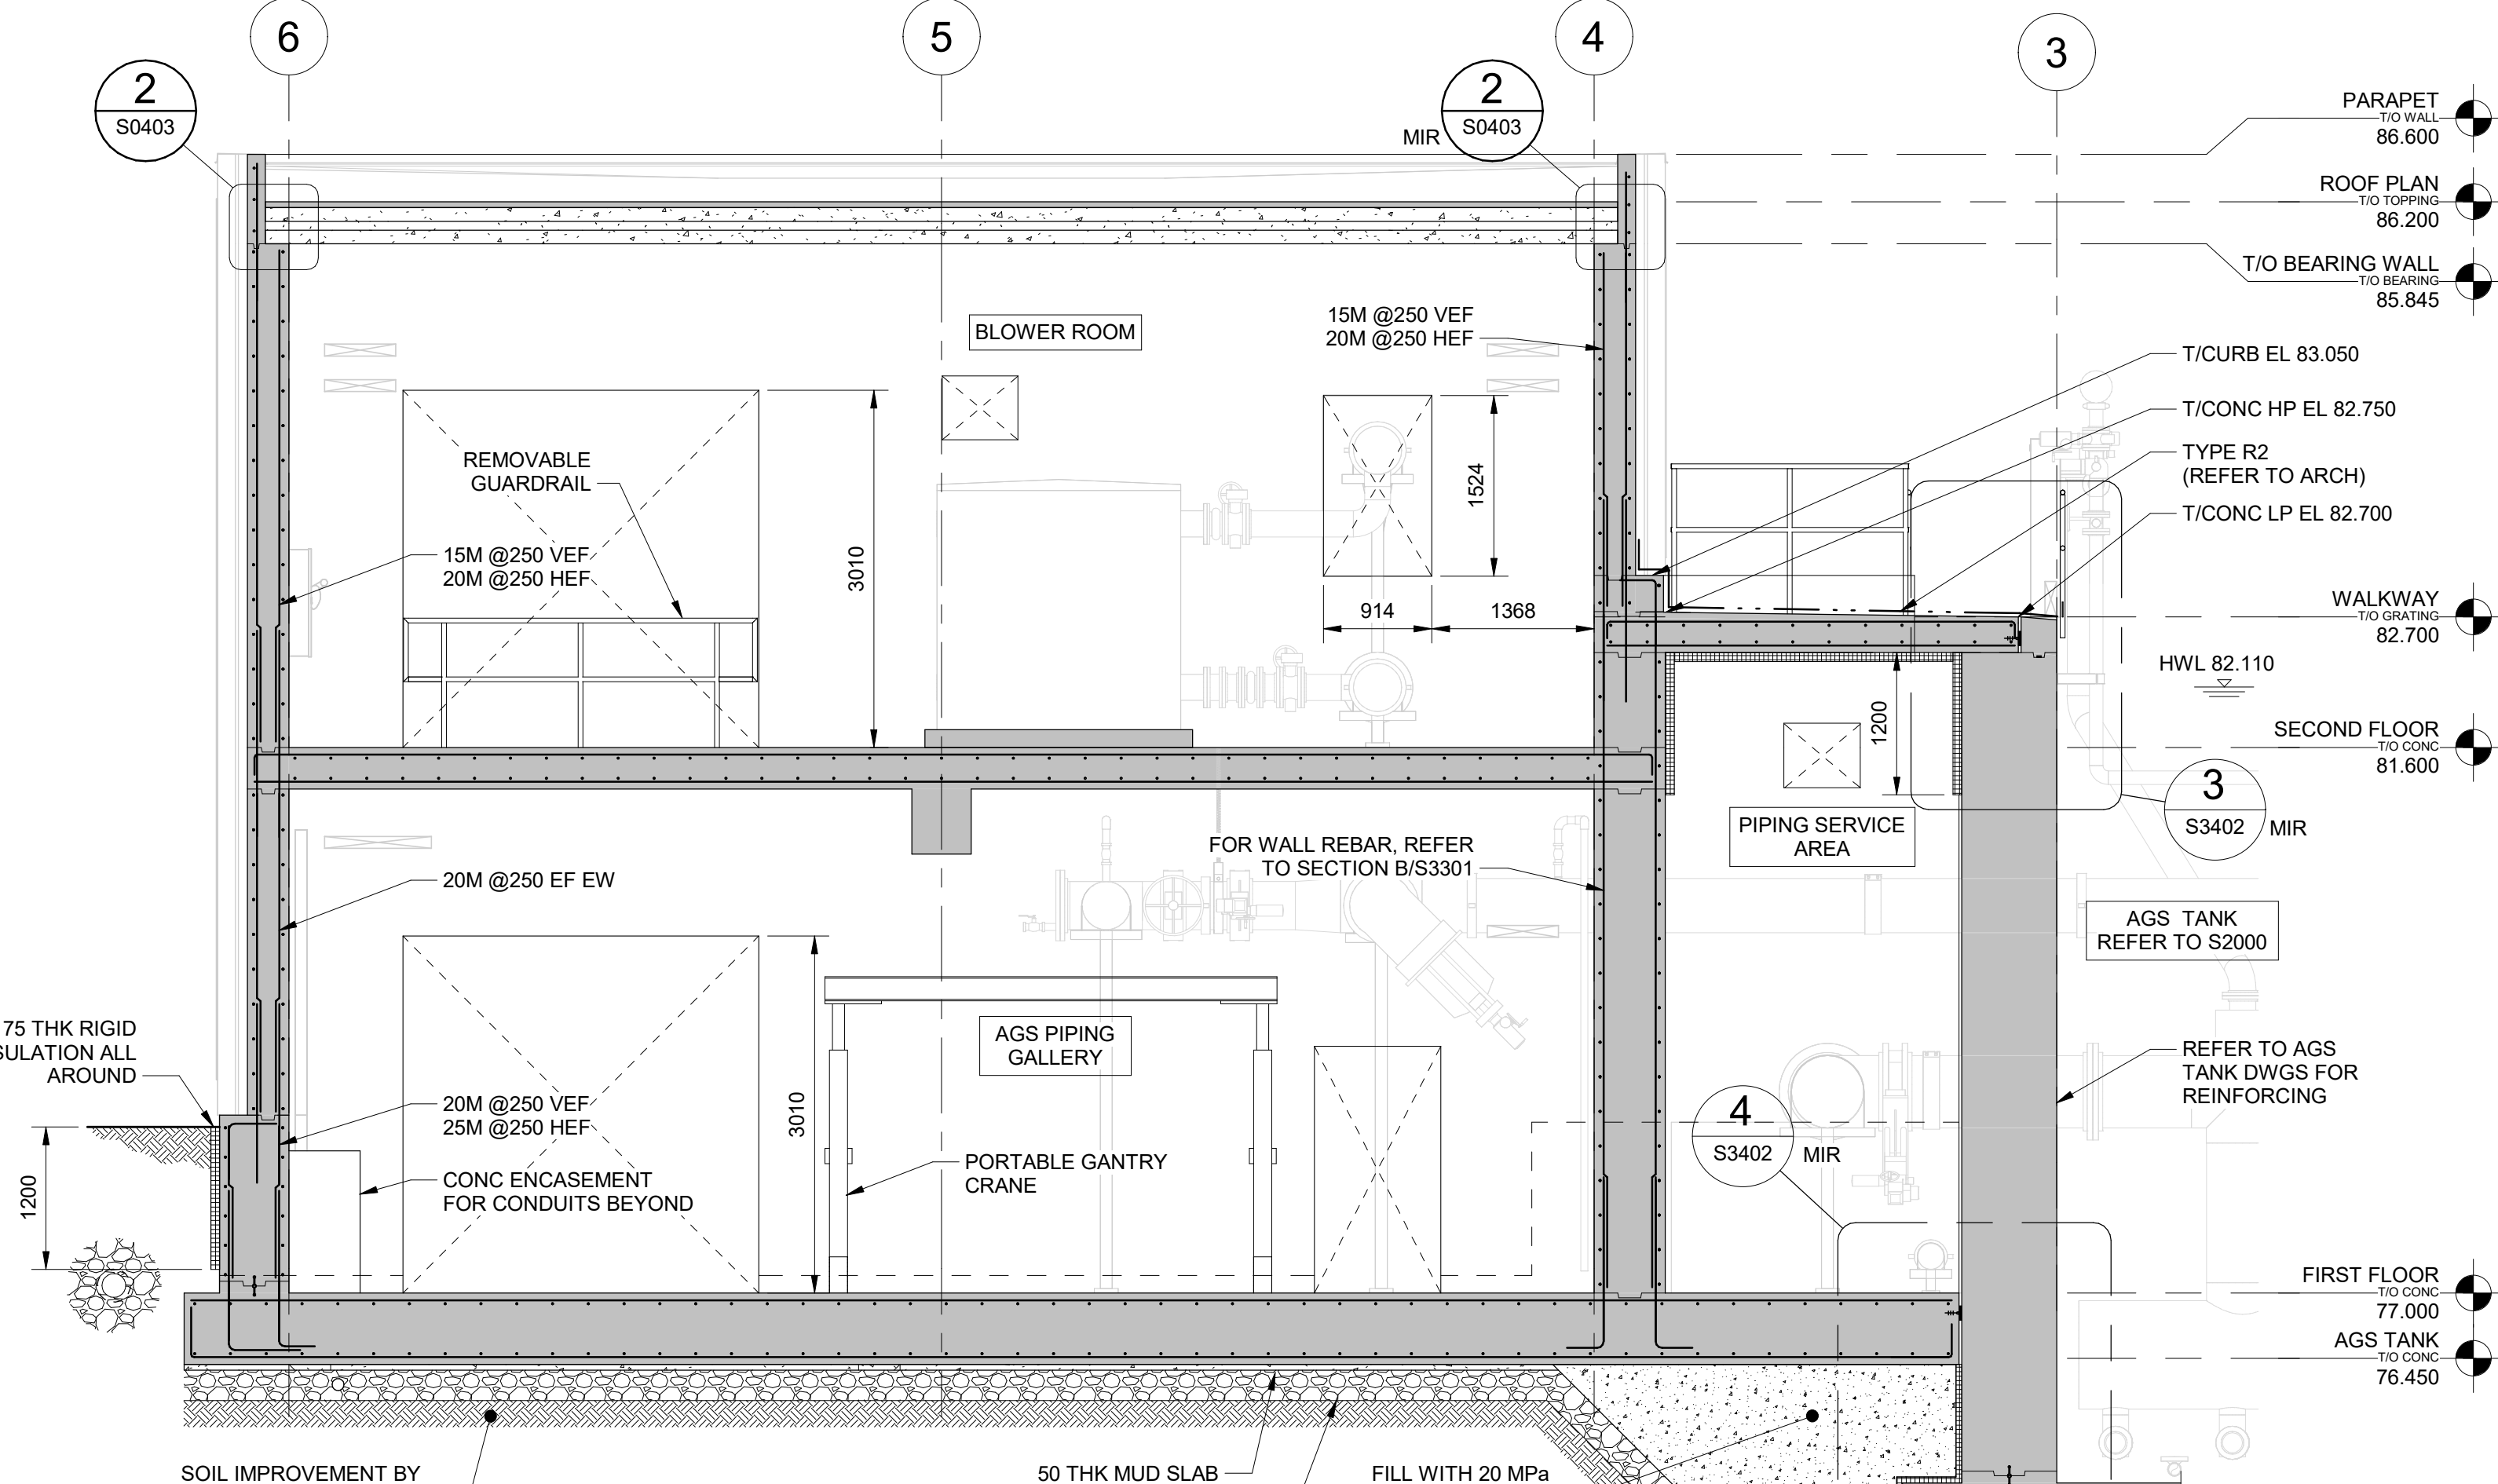 6
5
4
3
2
S0403
2
S0403
MIR
PARAPET
T/O WALL
86.600
ROOF PLAN
T/O TOPPING
86.200
T/O BEARING WALL
T/O BEARING
85.845
BLOWER ROOM
15M @250 VEF
20M @250 HEF
T/CURB EL 83.050
T/CONC HP EL 82.750
TYPE R2
(REFER TO ARCH)
T/CONC LP EL 82.700
REMOVABLE
GUARDRAIL
15M @250 VEF
20M @250 HEF
3010
1524
914
1368
WALKWAY
T/O GRATING
82.700
HWL 82.110
1200
SECOND FLOOR
T/O CONC
81.600
3
S3402
MIR
PIPING SERVICE
AREA
FOR WALL REBAR, REFER
TO SECTION B/S3301
20M @250 EF EW
AGS TANK
REFER TO S2000
3010
AGS PIPING
GALLERY
75 THK RIGID
SULATION ALL
AROUND
REFER TO AGS
TANK DWGS FOR
REINFORCING
20M @250 VEF
25M @250 HEF
4
S3402
MIR
1200
CONC ENCASEMENT
FOR CONDUITS BEYOND
PORTABLE GANTRY
CRANE
FIRST FLOOR
T/O CONC
77.000
AGS TANK
T/O CONC
76.450
SOIL IMPROVEMENT BY
50 THK MUD SLAB
FILL WITH 20 MPa